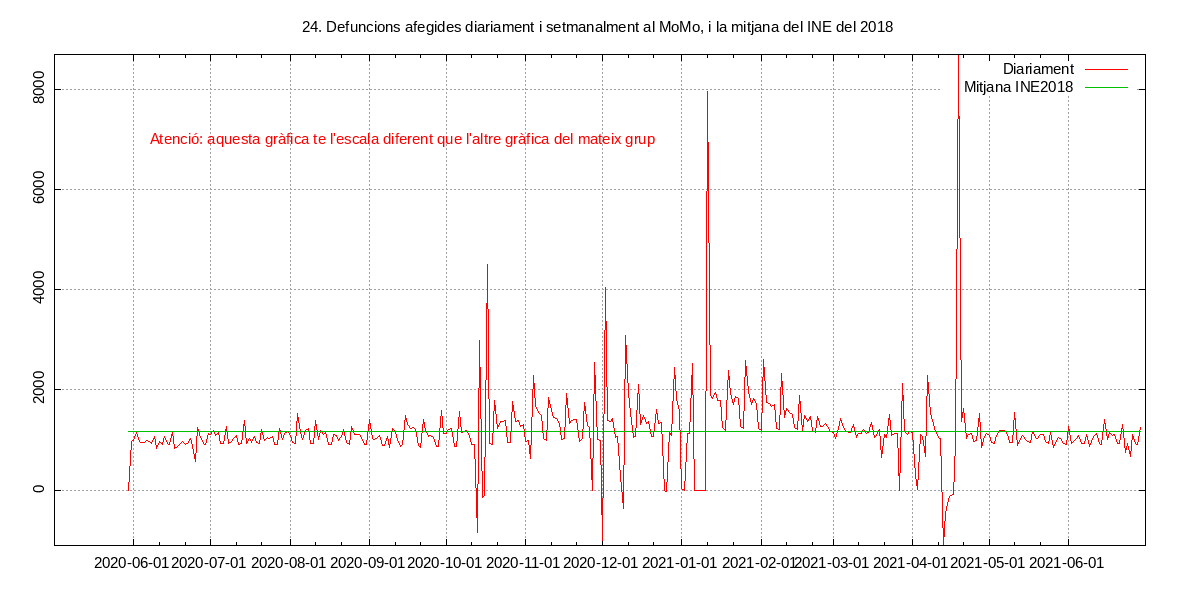 24. Defuncions afegides diariament i setmanalment al MoMo, i la mitjana del INE del 2018
Diariament
Mitjana INE2018
Atenció: aquesta gràfica te l'escala diferent que l'altre gràfica del mateix grup
8000
6000
4000
2000
0
2020-06-01 2020-07-01 2020-08-01 2020-09-01 2020-10-01 2020-11-01 2020-12-01 2021-01-01 2021-02-01 2021-03-01 2021-04-01 2021-05-01 2021-06-01